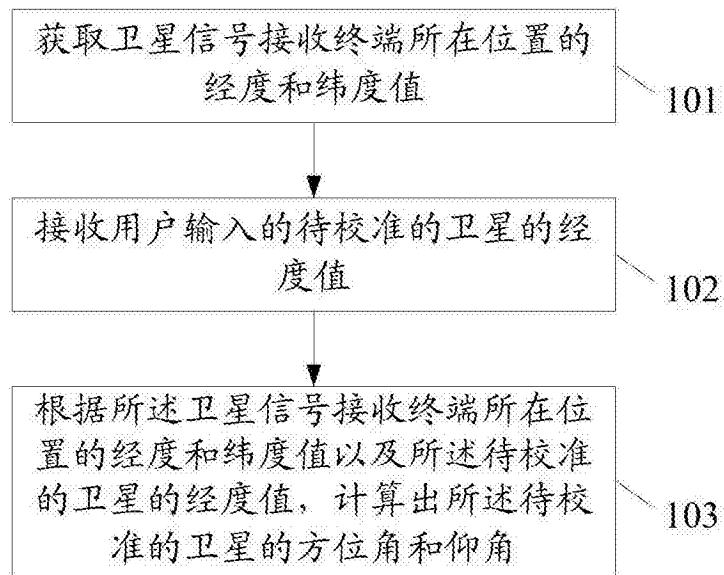 获取卫星信号接收终端所在位置的
经度和纬度值
101
接收用户输入的待校准的卫星的经
度值
102
根据所述卫星信号接收终端所在位
置的经度和纬度值以及所述待校准
的卫星的经度值，计算出所述待校
准的卫星的方位角和仰角
103